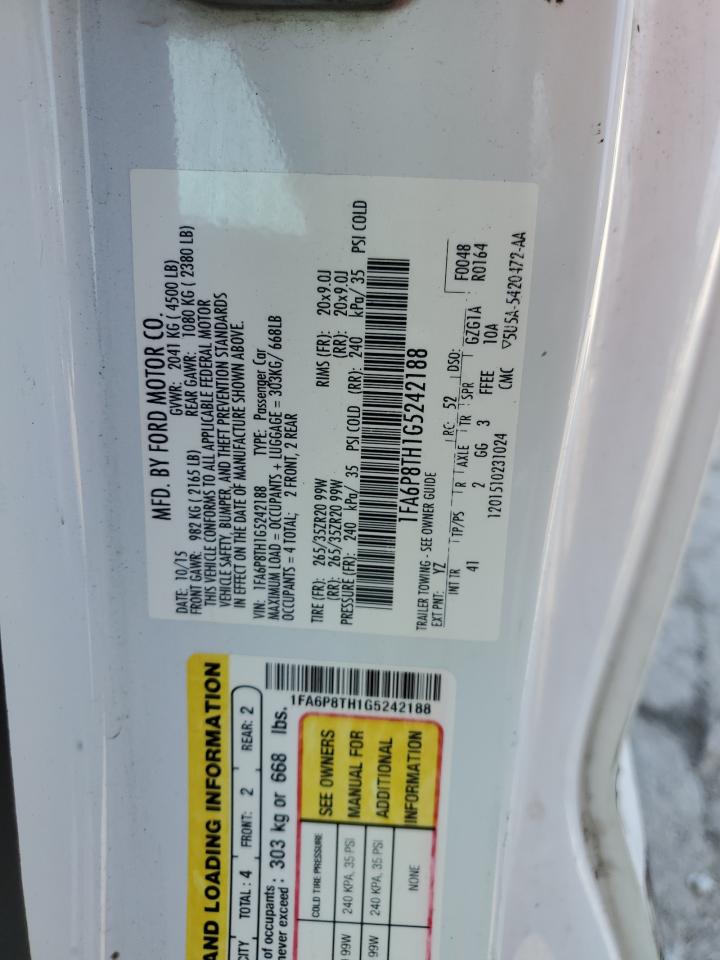 MFD. BY FORD MOTOR CO.
DATE: 10/15 GVWR: 2041 KG ( 4500 LB)
FRONT GAWR: 982 KG ( 2165 LB) REAR GAWR: 1080 KG ( 2380 LB)
THIS VEHICLE CONFORMS TO ALL APPLICABLE FEDERAL MOTOR
VEHICLE SAFETY, BUMPER, AND THEFT PREVENTION STANDARDS
IN EFFECT ON THE DATE OF MANUFACTURE SHOWN ABOVE.
VIN: 1FA6P8TH1G5242188 TYPE: Passenger Car
MAXIMUM LOAD = OCCUPANTS + LUGGAGE = 303KG/ 668LB
OCCUPANTS = 4 TOTAL: 2 FRONT, 2 REAR
TIRE (FR): 265/35ZR20 99W RIMS (FR): 20x9.0J
(RR): 265/35ZR20 99W (RR): 20x9.0J
PRESSURE (FR): 240 kPa/ 35 PSI COLD (RR): 240 kPa/ 35 PSI COLD
1FA6P8TH1G5242188
TRAILER TOWING - SEE OWNER GUIDE
EXT PNT: YZ RC: 52 DSO: F0048
INT TR TP/PS R AXLE TR SPR GZG1A R0164
41 2 GG 3 FFEE 10A
1201510231024 CMC ▽5U5A-5420472-AA
AND LOADING INFORMATION
CITY TOTAL : 4 FRONT: 2 REAR: 2
of occupants
never exceed : 303 kg or 668 lbs.
1FA6P8TH1G5242188
COLD TIRE PRESSURE
99W 240 KPA, 35 PSI
99W 240 KPA, 35 PSI
NONE
SEE OWNERS
MANUAL FOR
ADDITIONAL
INFORMATION